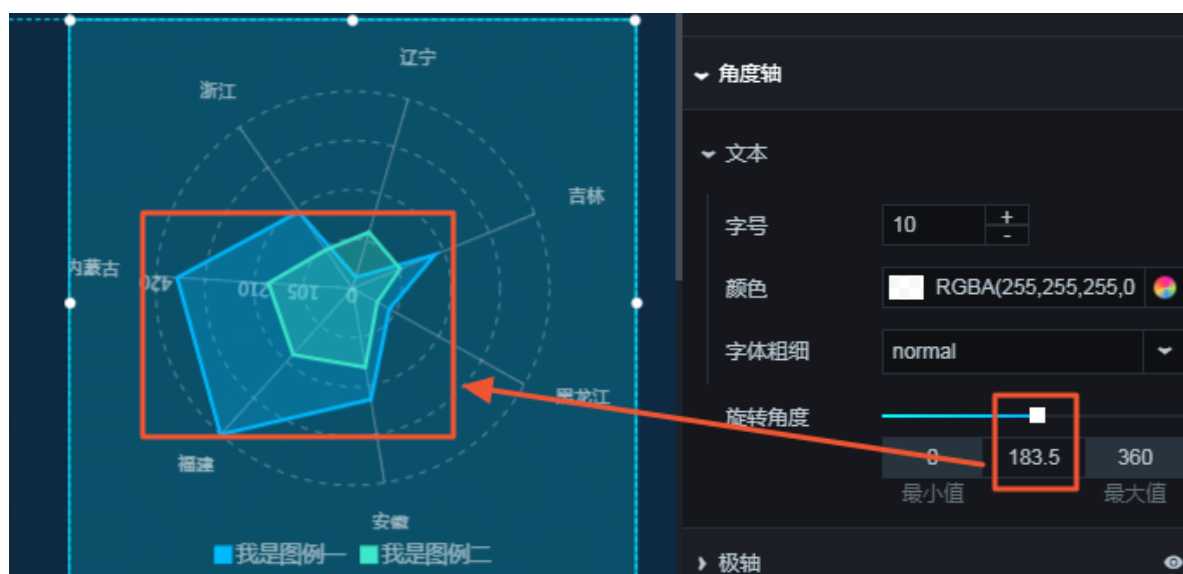 辽宁
浙江
吉林
内蒙古
420
210
105
0
黑龙江
福建
安徽
我是图例一
我是图例二
角度轴
文本
字号
10
+
-
颜色
RGBA(255,255,255,0
字体粗细
normal
旋转角度
0
183.5
360
最小值
最大值
极轴